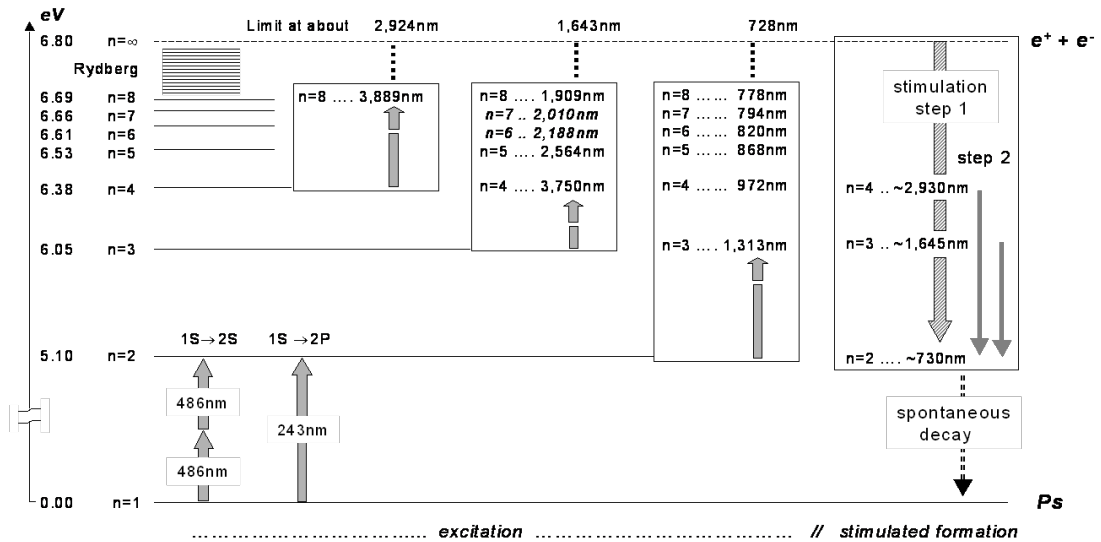 eV
Limit at about 2,924nm 1,643nm 728nm
6.80 n=∞ e⁺ + e⁻
Rydberg
6.69 n=8
6.66 n=7
6.61 n=6
6.53 n=5
6.38 n=4
6.05 n=3
5.10 n=2
0.00 n=1
n=8 .... 3,889nm
n=8 .... 1,909nm
n=7 .. 2,010nm
n=6 .. 2,188nm
n=5 .... 2,564nm
n=4 .... 3,750nm
n=8 ...... 778nm
n=7 ...... 794nm
n=6 ...... 820nm
n=5 ...... 868nm
n=4 ...... 972nm
n=3 .... 1,313nm
stimulation
step 1
step 2
n=4 .. ~2,930nm
n=3 .. ~1,645nm
n=2 .... ~730nm
1S→2S 1S→2P
486nm
243nm
486nm
spontaneous
decay
Ps
........................... excitation .............................. // stimulated formation